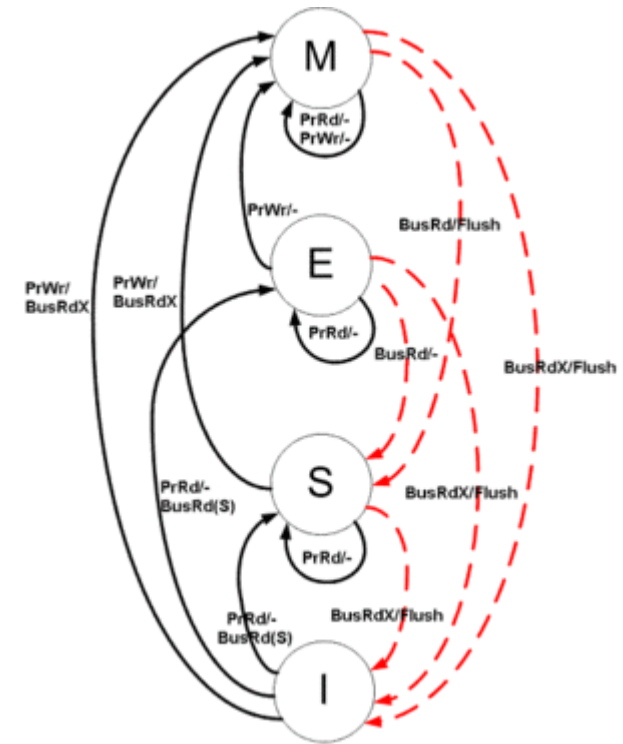 M
PrRd/-
PrWr/-
PrWr/-
BusRd/Flush
E
PrWr/
BusRdX
PrWr/
BusRdX
PrRd/-
BusRd/-
BusRdX/Flush
S
PrRd/-
BusRd(S)
BusRdX/Flush
PrRd/-
PrRd/-
BusRd(S)
BusRdX/Flush
I